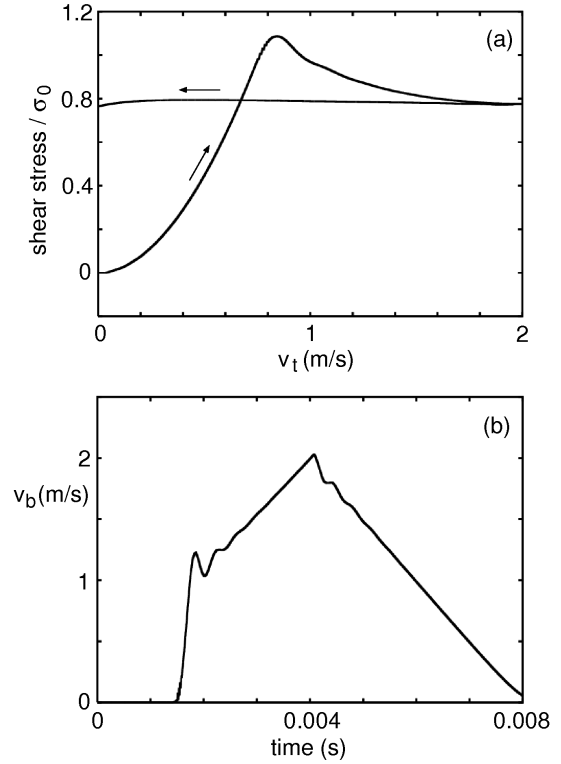 1.2
(a)
0.8
0.4
0
shear stress / σ0
0 1 2
vt (m/s)
(b)
2
vb(m/s)
1
0
0 0.004 0.008
time (s)